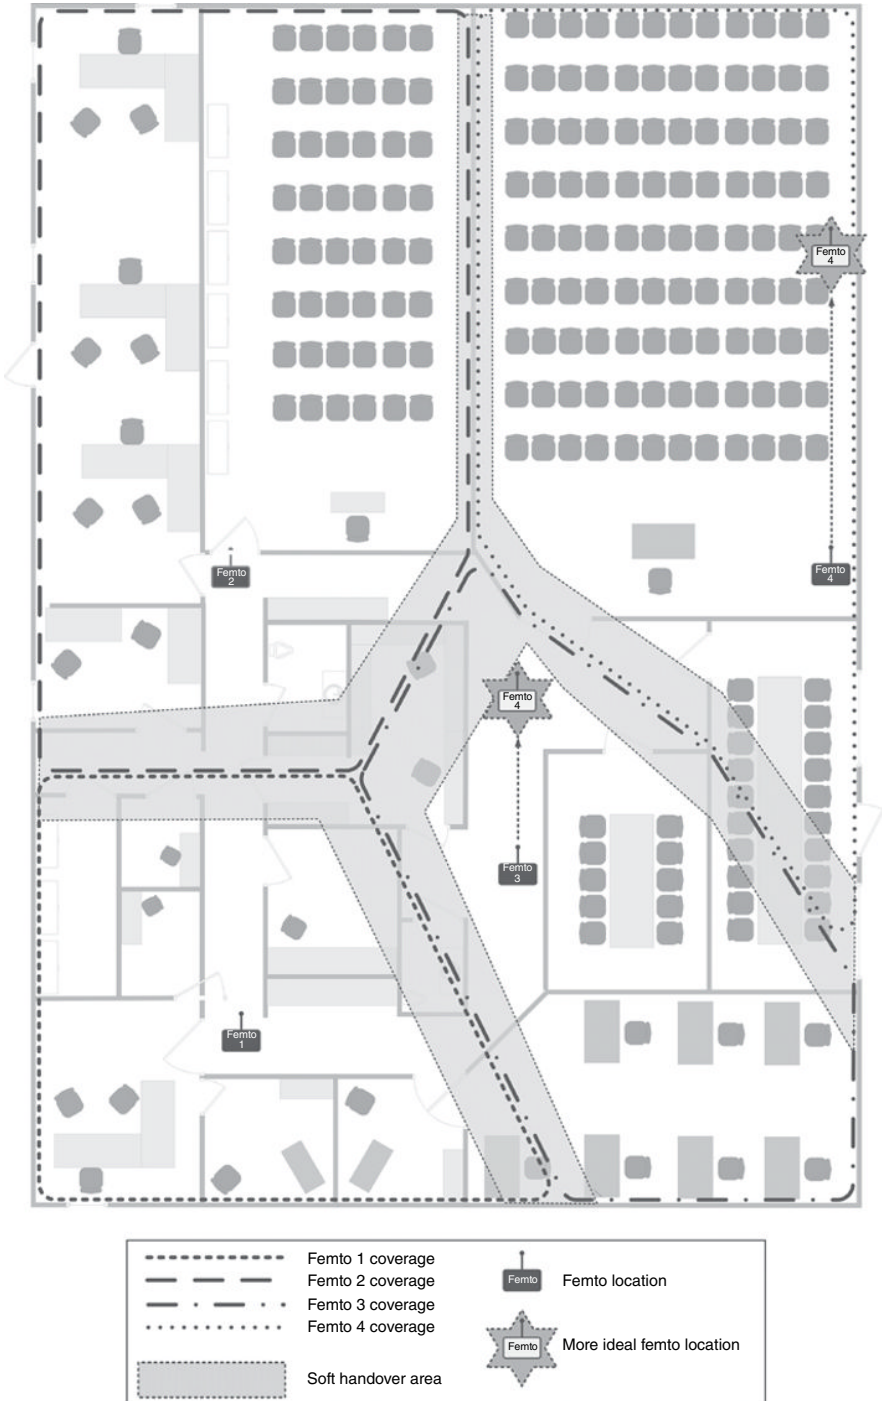 Femto
4
Femto
2
Femto
4
Femto
4
Femto
3
Femto
1
Femto 1 coverage
Femto 2 coverage
Femto 3 coverage
Femto 4 coverage
Soft handover area
Femto
Femto location
Femto
More ideal femto location